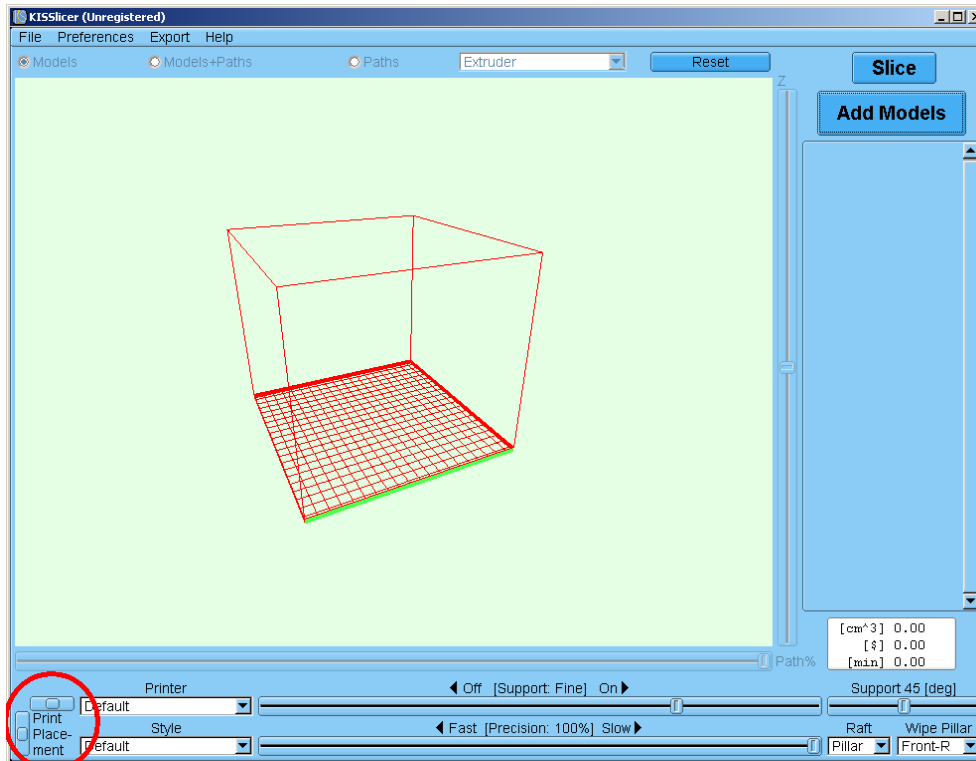 KISSlicer (Unregistered)
File Preferences Export Help
Models Models+Paths Paths Extruder Reset
Slice
Z
Add Models
[cm^3] 0.00
[$] 0.00
[min] 0.00
Path%
Printer
Off [Support: Fine] On
Support 45 [deg]
Default
Print
Place-
ment
Style
Fast [Precision: 100%] Slow
Raft Wipe Pillar
Default
Pillar Front-R